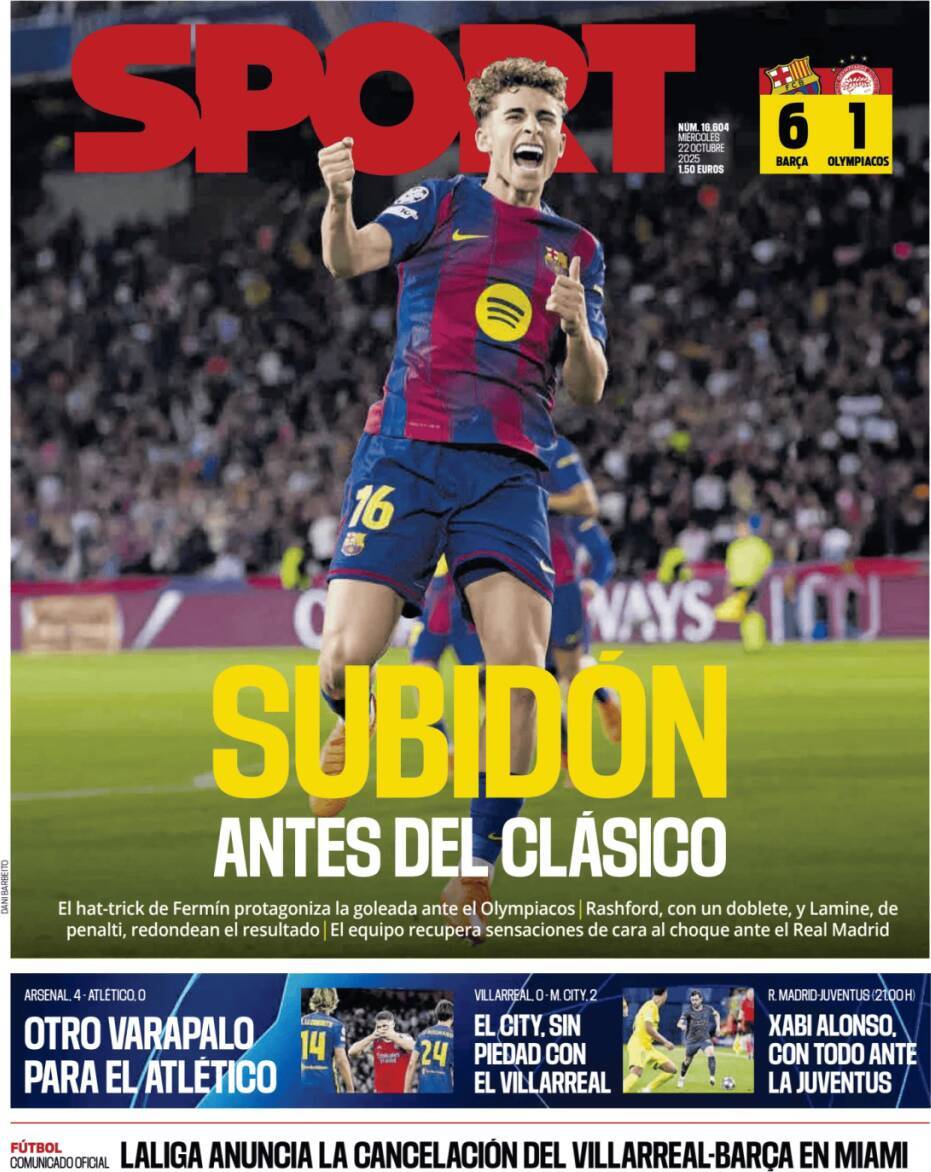 SPORT
NÚM. 16.604
MIÉRCOLES
22 OCTUBRE
2025
1.50 EUROS
6 1
BARÇA OLYMPIACOS
16
SUBIDÓN
ANTES DEL CLÁSICO
El hat-trick de Fermín protagoniza la goleada ante el Olympiacos | Rashford, con un doblete, y Lamine, de
penalti, redondean el resultado | El equipo recupera sensaciones de cara al choque ante el Real Madrid
DANI BARBEITO
ARSENAL, 4 - ATLÉTICO, 0
OTRO VARAPALO
PARA EL ATLÉTICO
14
24
VILLARREAL, 0 - M. CITY, 2
EL CITY, SIN
PIEDAD CON
EL VILLARREAL
R. MADRID-JUVENTUS (21.00 H)
XABI ALONSO,
CON TODO ANTE
LA JUVENTUS
FÚTBOL
COMUNICADO OFICIAL
LALIGA ANUNCIA LA CANCELACIÓN DEL VILLARREAL-BARÇA EN MIAMI